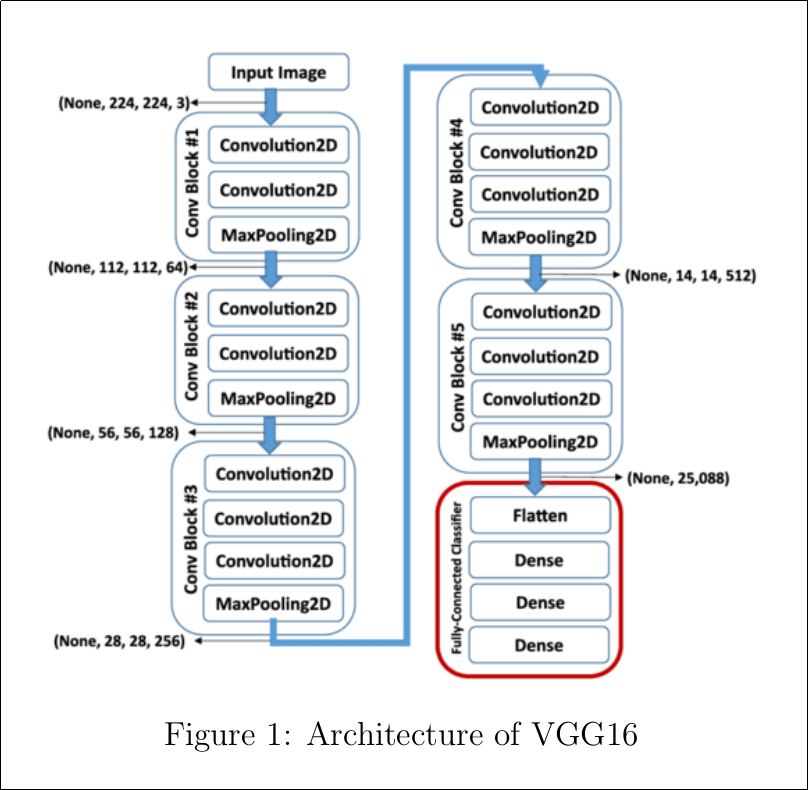 Input Image
(None, 224, 224, 3)
Conv Block #1
Convolution2D
Convolution2D
MaxPooling2D
(None, 112, 112, 64)
Conv Block #2
Convolution2D
Convolution2D
MaxPooling2D
(None, 56, 56, 128)
Conv Block #3
Convolution2D
Convolution2D
Convolution2D
MaxPooling2D
(None, 28, 28, 256)
Conv Block #4
Convolution2D
Convolution2D
Convolution2D
MaxPooling2D
(None, 14, 14, 512)
Conv Block #5
Convolution2D
Convolution2D
Convolution2D
MaxPooling2D
(None, 25,088)
Fully-Connected Classifier
Flatten
Dense
Dense
Dense
Figure 1: Architecture of VGG16